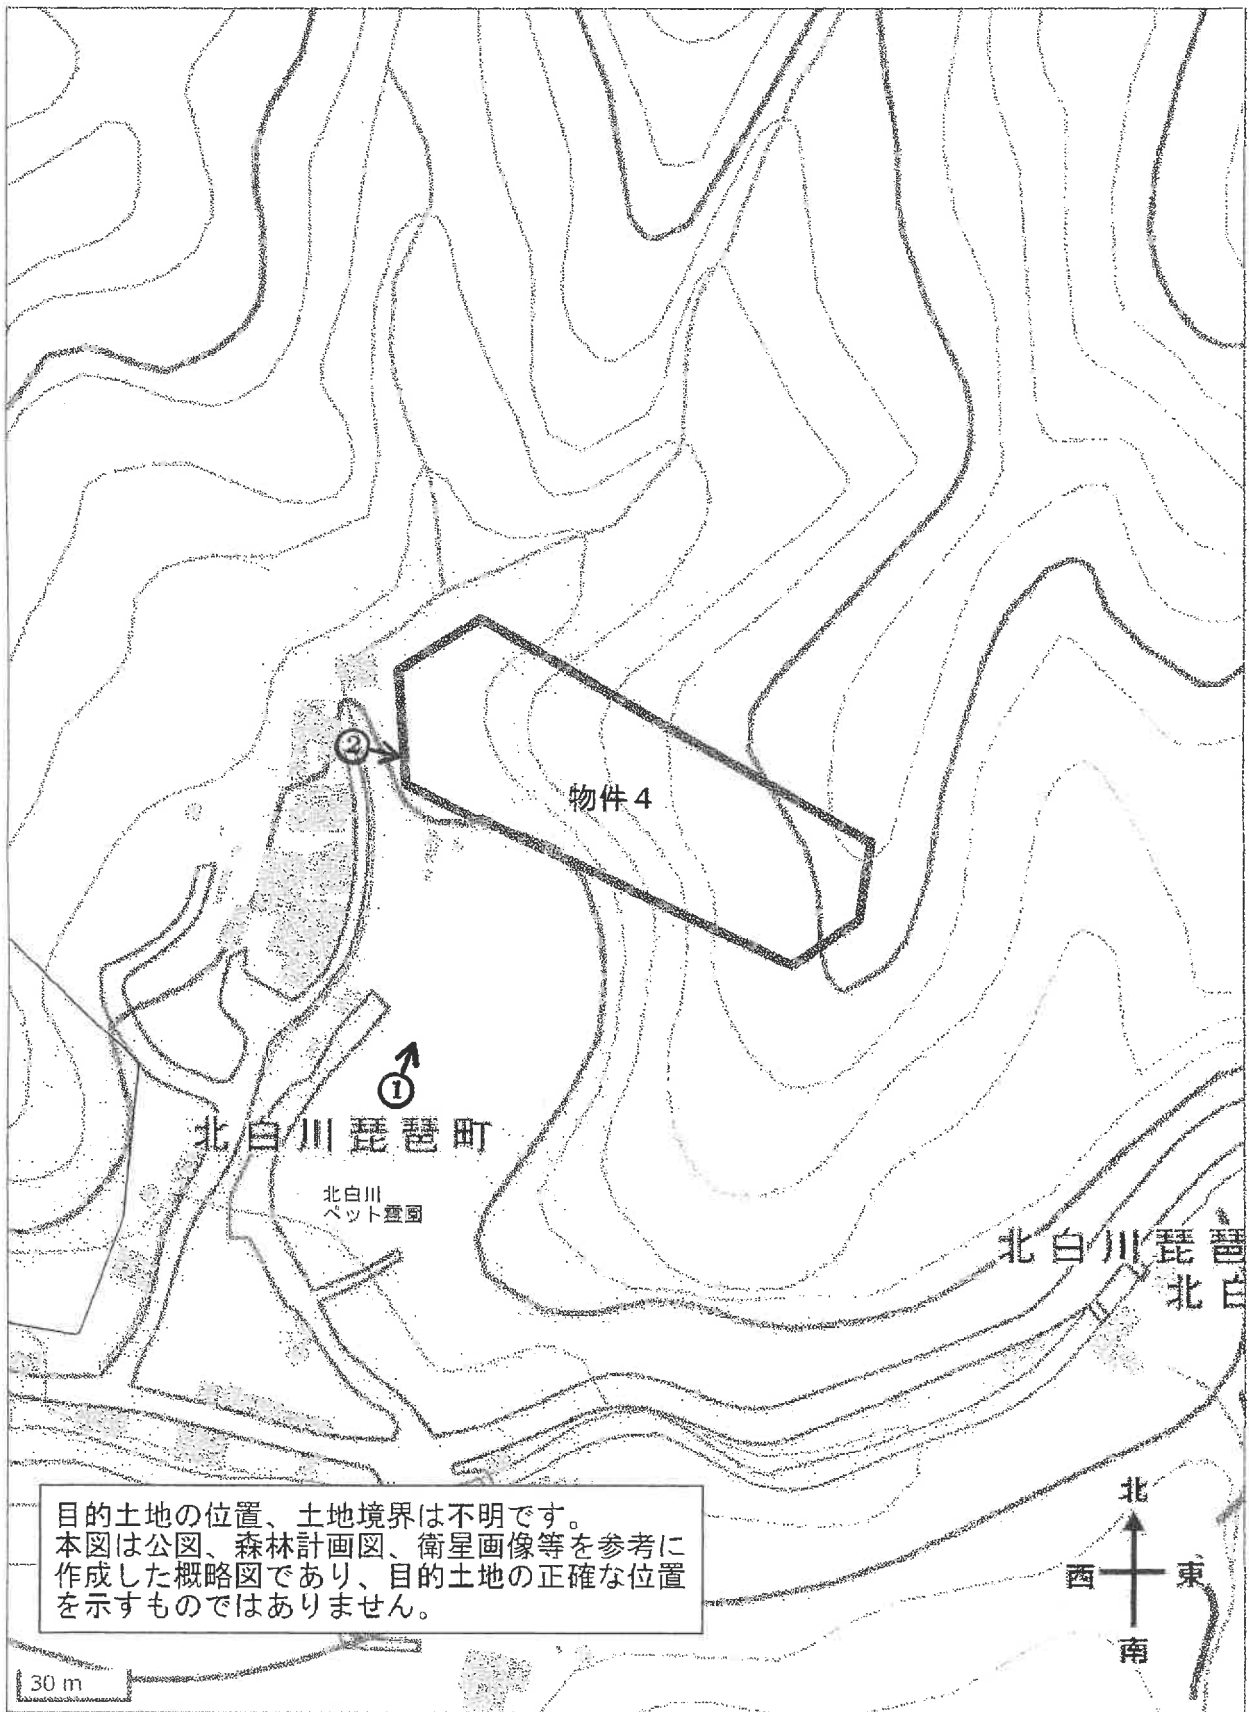 物件4
②
①
北白川琵琶町
北白川
ペット霊園
北白川琵琶
北白
目的土地の位置、土地境界は不明です。
本図は公図、森林計画図、衛星画像等を参考に
作成した概略図であり、目的土地の正確な位置
を示すものではありません。
北
西
東
南
30 m